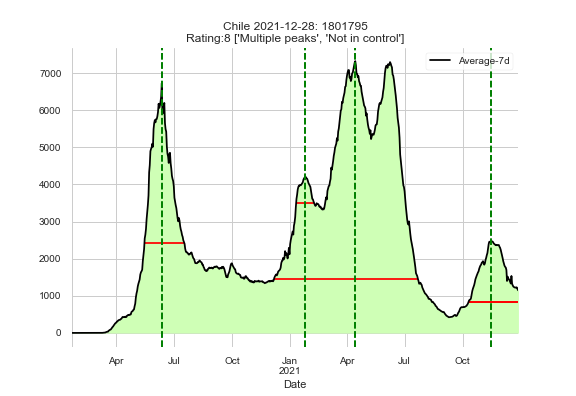 Chile 2021-12-28: 1801795
Rating:8 ['Multiple peaks', 'Not in control']
Average-7d
7000
6000
5000
4000
3000
2000
1000
0
Apr Jul Oct Jan Apr Jul Oct
2021
Date